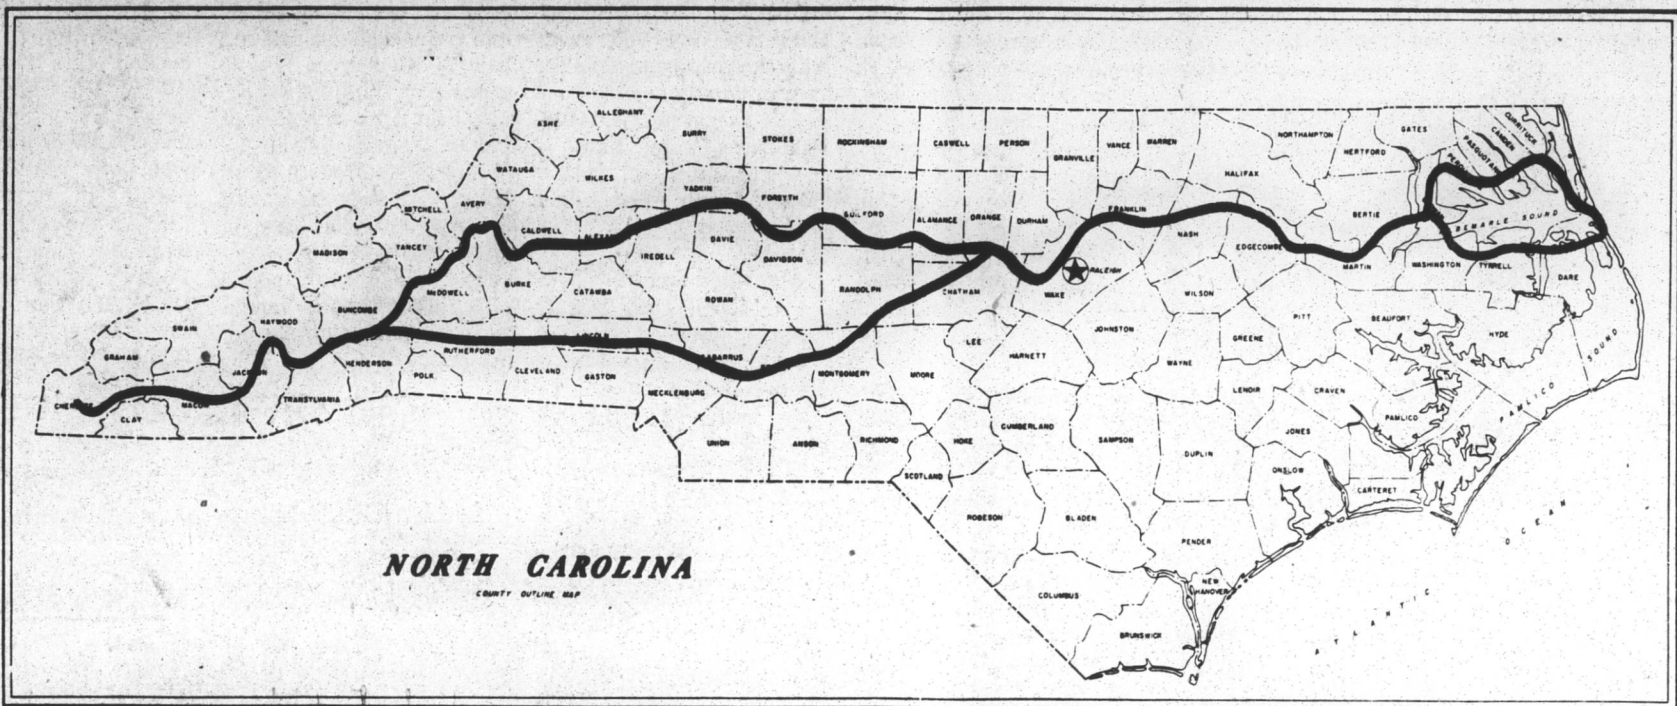 ALLEGHANY
ASHE
SURRY
STOKES
ROCKINGHAM
CASWELL
PERSON
GRANVILLE
VANCE
WARREN
NORTHAMPTON
GATES
CURRITUCK
CAMDEN
PASQUOTANK
HERTFORD
HALIFAX
WATAUGA
WILKES
YADKIN
FORSYTH
GUILFORD
ALAMANCE
ORANGE
DURHAM
FRANKLIN
NASH
EDGECOMBE
BERTIE
MITCHELL
AVERY
CALDWELL
MADISON
YANCEY
IREDELL
DAVIE
DAVIDSON
RALEIGH
MARTIN
WASHINGTON
TYRRELL
DARE
SOUND
BUNCOMBE
McDOWELL
BURKE
CATAWBA
ROWAN
RANDOLPH
CHATHAM
WAKE
WILSON
PITT
BEAUFORT
HYDE
SWAIN
HAYWOOD
GRAHAM
HENDERSON
RUTHERFORD
LINCOLN
LEE
JOHNSTON
HARNETT
GREENE
WAYNE
POLK
CLEVELAND
GASTON
MECKLENBURG
MONTGOMERY
MOORE
LENOIR
CRAVEN
PAMLICO
PAMLICO SOUND
CLAY
TRANSYLVANIA
UNION
ANSON
RICHMOND
HOKE
CUMBERLAND
SAMPSON
DUPLIN
JONES
ONSLOW
CARTERET
SCOTLAND
ROBESON
BLADEN
PENDER
NEW
HANOVER
COLUMBUS
BRUNSWICK
ATLANTIC OCEAN
NORTH CAROLINA
COUNTY OUTLINE MAP